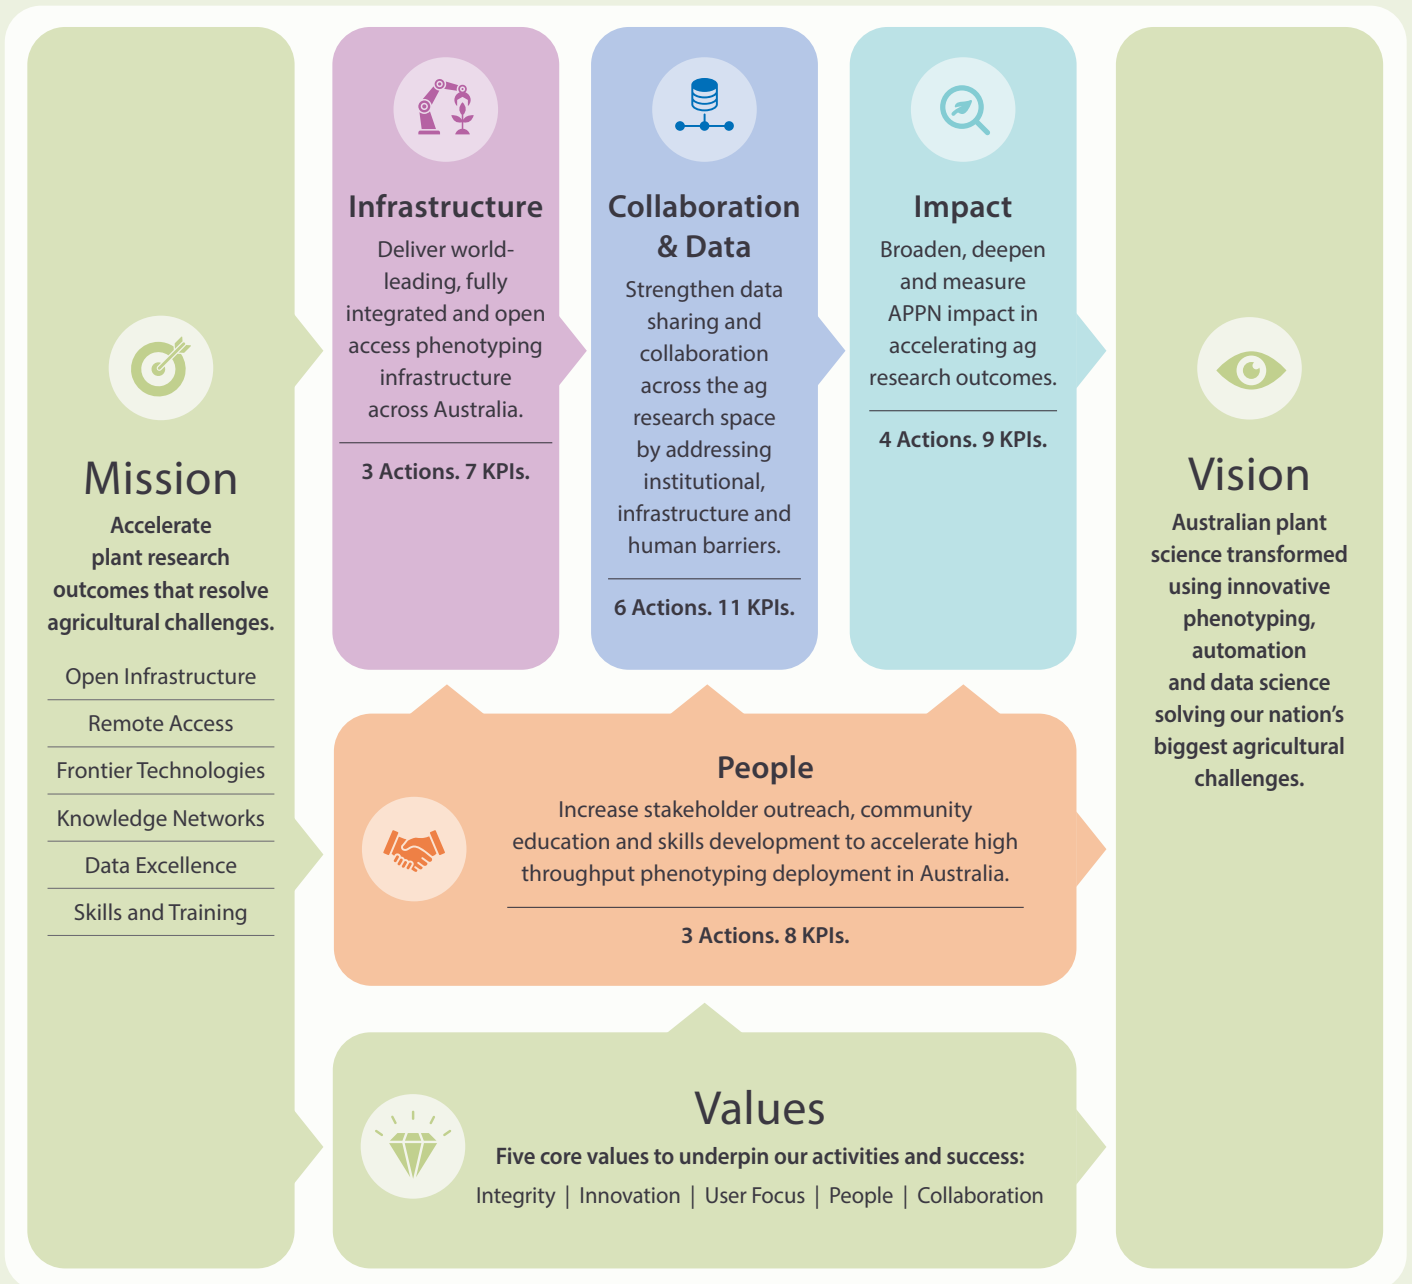 Mission
Accelerate
plant research
outcomes that resolve
agricultural challenges.
Open Infrastructure
Remote Access
Frontier Technologies
Knowledge Networks
Data Excellence
Skills and Training
Infrastructure
Deliver world-
leading, fully
integrated and open
access phenotyping
infrastructure
across Australia.
3 Actions. 7 KPIs.
Collaboration
& Data
Strengthen data
sharing and
collaboration
across the ag
research space
by addressing
institutional,
infrastructure and
human barriers.
6 Actions. 11 KPIs.
Impact
Broaden, deepen
and measure
APPN impact in
accelerating ag
research outcomes.
4 Actions. 9 KPIs.
People
Increase stakeholder outreach, community
education and skills development to accelerate high
throughput phenotyping deployment in Australia.
3 Actions. 8 KPIs.
Values
Five core values to underpin our activities and success:
Integrity | Innovation | User Focus | People | Collaboration
Vision
Australian plant
science transformed
using innovative
phenotyping,
automation
and data science
solving our nation’s
biggest agricultural
challenges.